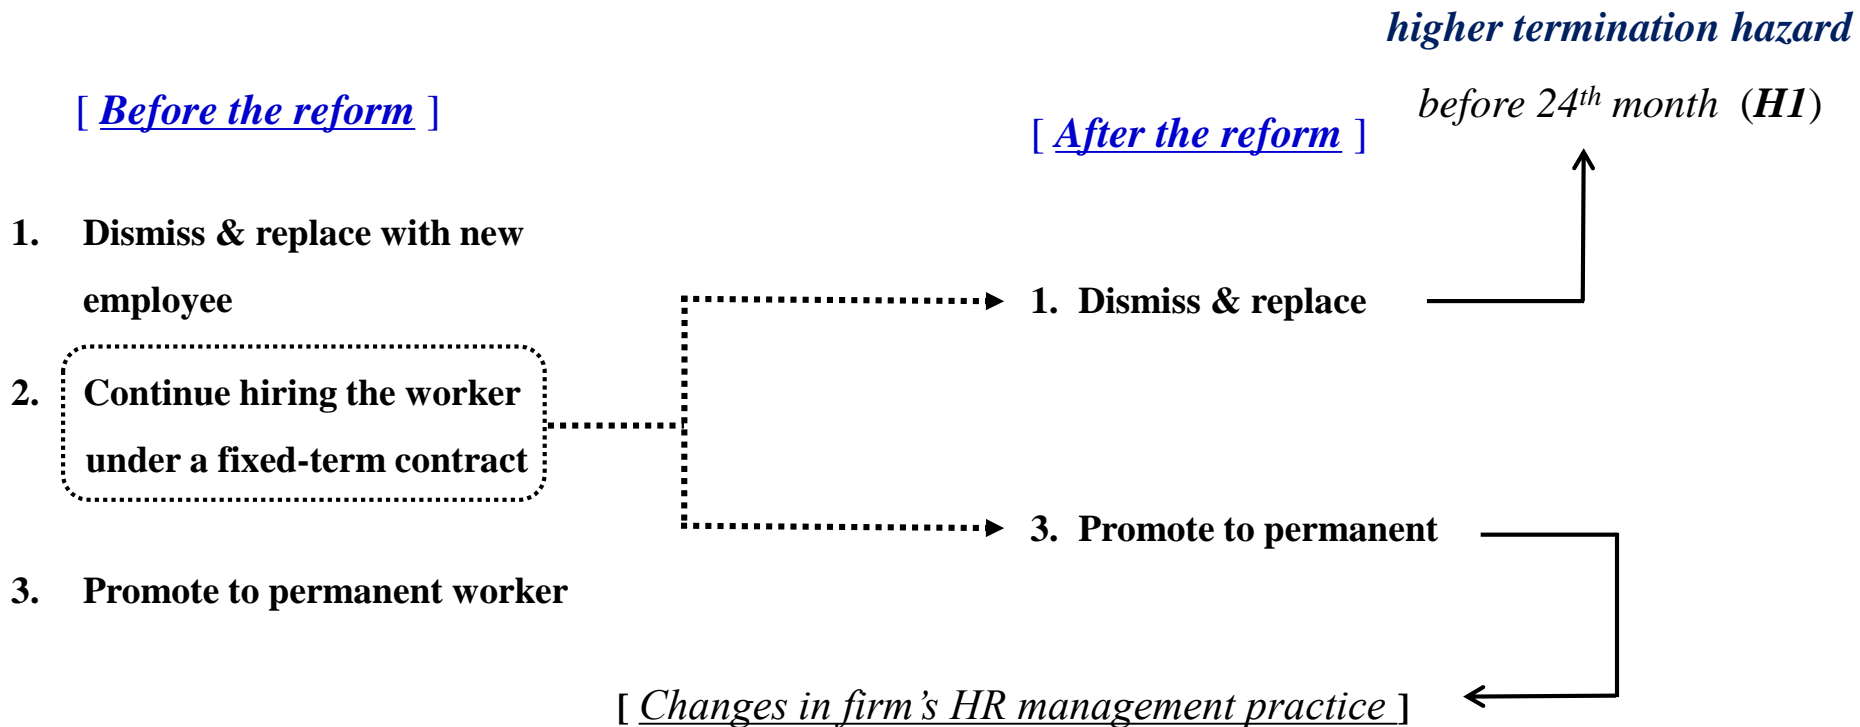 higher termination hazard
before 24th month (H1)
[ Before the reform ]
[ After the reform ]
1. Dismiss & replace with new
employee
2. Continue hiring the worker
under a fixed-term contract
3. Promote to permanent worker
1. Dismiss & replace
3. Promote to permanent
[ Changes in firm's HR management practice ]